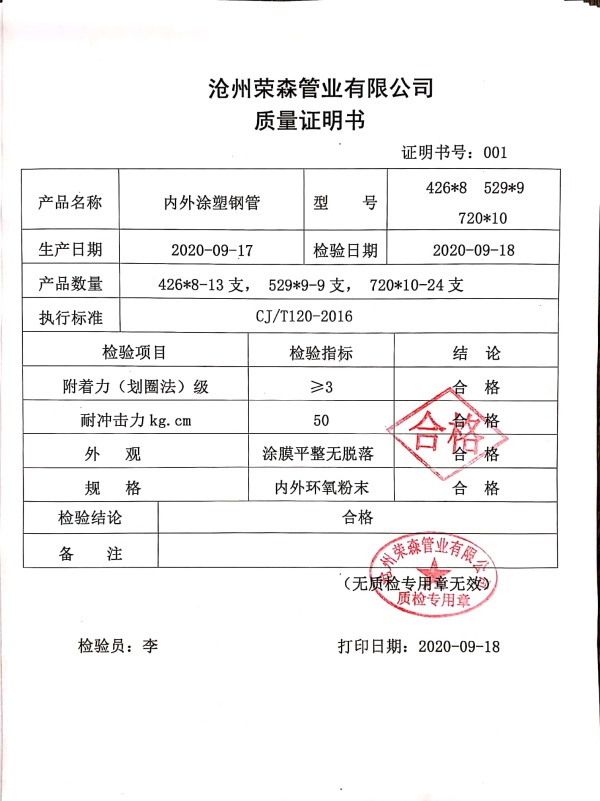 沧州荣森管业有限公司
质量证明书
证明书号：001
产品名称 内外涂塑钢管 型 号 426*8 529*9
720*10
生产日期 2020-09-17 检验日期 2020-09-18
产品数量 426*8-13支， 529*9-9支， 720*10-24支
执行标准 CJ/T120-2016
检验项目 检验指标 结 论
附着力（划圈法）级 ≥3 合 格
耐冲击力kg.cm 50 合 格
合格
外 观 涂膜平整无脱落 合 格
规 格 内外环氧粉末 合 格
检验结论 合格
备 注
沧州荣森管业有限公司
（无质检专用章无效）
质检专用章
检验员：李 打印日期：2020-09-18